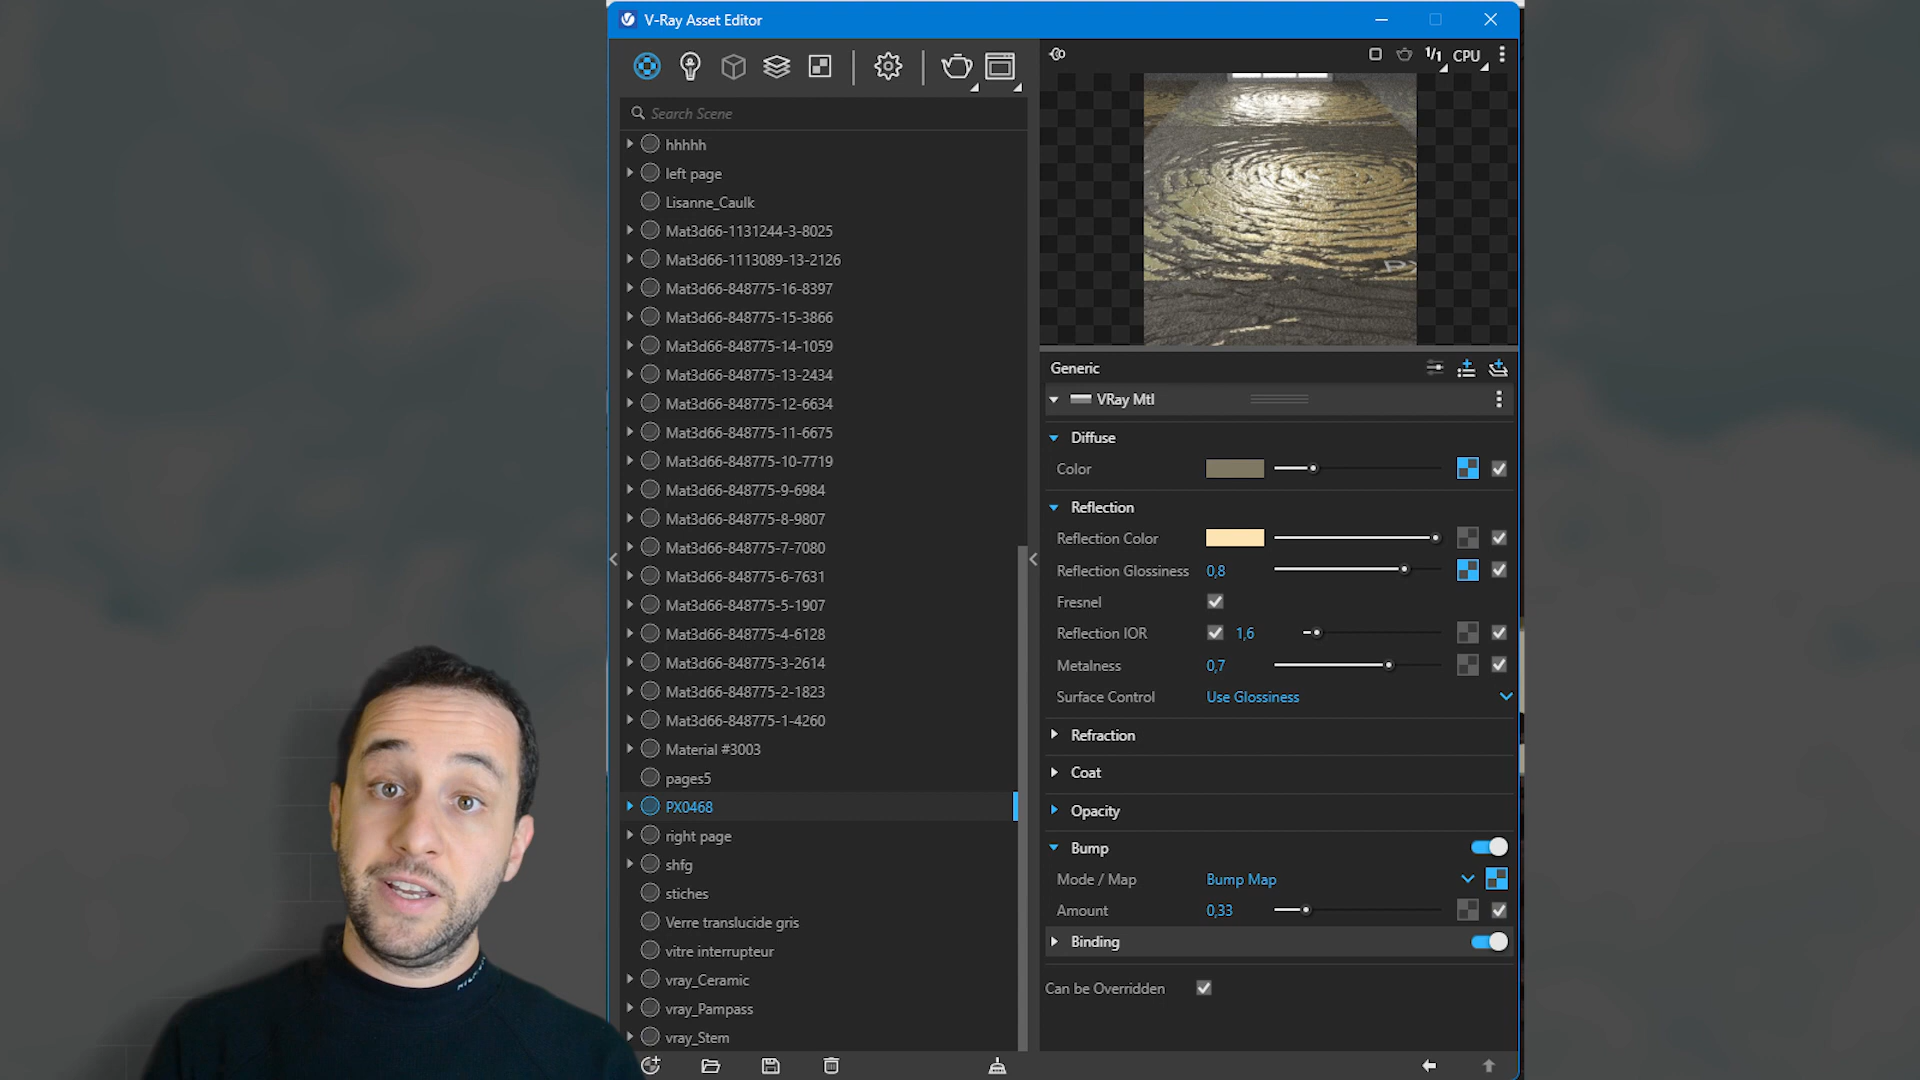 V-Ray Asset Editor
Search Scene
hhhhh
left page
Lisanne_Caulk
Mat3d66-1131244-3-8025
Mat3d66-1113089-13-2126
Mat3d66-848775-16-8397
Mat3d66-848775-15-3866
Mat3d66-848775-14-1059
Mat3d66-848775-13-2434
Mat3d66-848775-12-6634
Mat3d66-848775-11-6675
Mat3d66-848775-10-7719
Mat3d66-848775-9-6984
Mat3d66-848775-8-9807
Mat3d66-848775-7-7080
Mat3d66-848775-6-7631
Mat3d66-848775-5-1907
Mat3d66-848775-4-6128
Mat3d66-848775-3-2614
Mat3d66-848775-2-1823
Mat3d66-848775-1-4260
Material #3003
pages5
PX0468
right page
shfg
stiches
Verre translucide gris
vitre interrupteur
vray_Ceramic
vray_Pampass
vray_Stem
1/1 CPU
Generic
VRay Mtl
Diffuse
Color
Reflection
Reflection Color
Reflection Glossiness 0,8
Fresnel
Reflection IOR 1,6
Metalness 0,7
Surface Control Use Glossiness
Refraction
Coat
Opacity
Bump
Mode / Map Bump Map
Amount 0,33
Binding
Can be Overridden